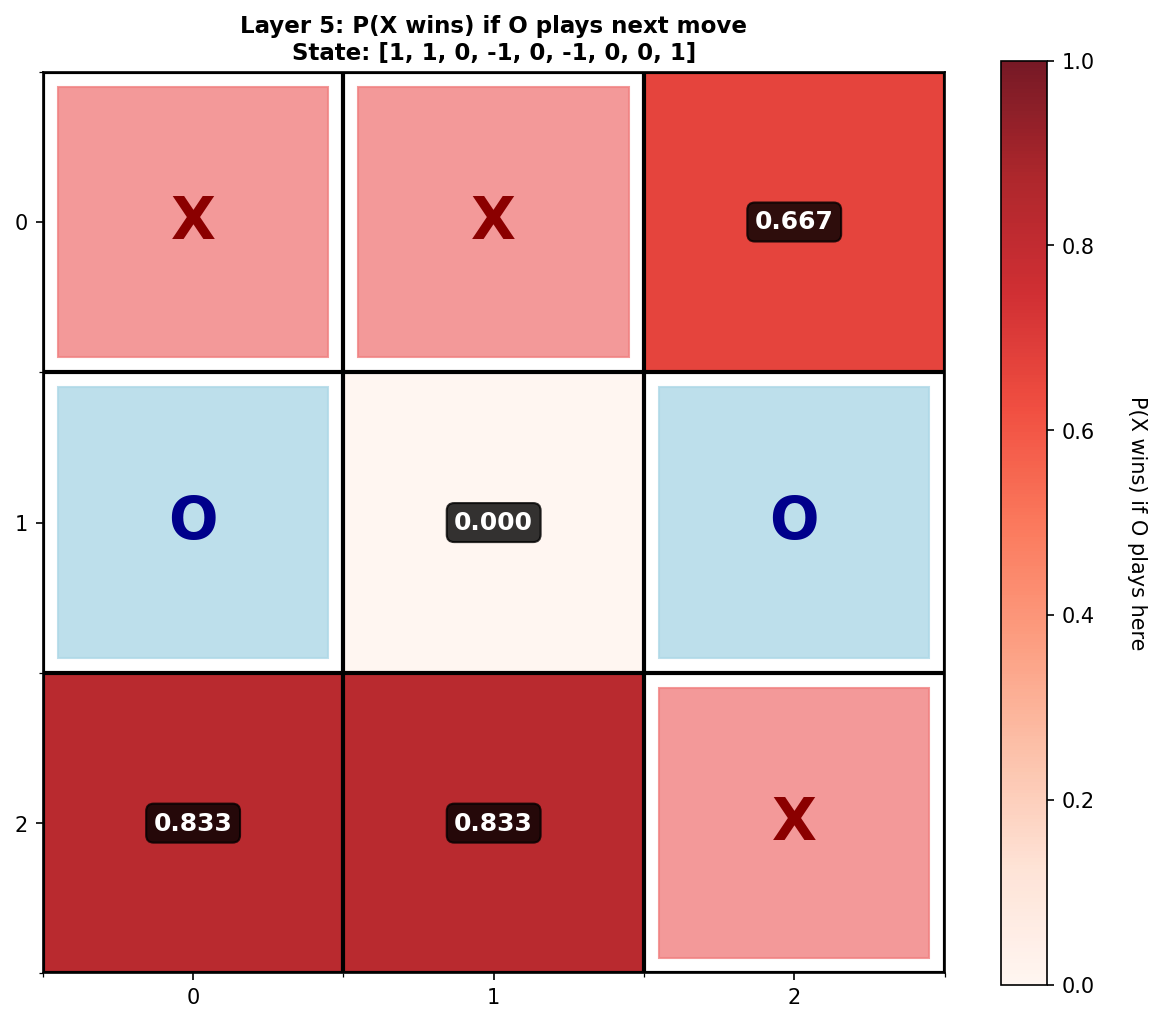 Layer 5: P(X wins) if O plays next move
State: [1, 1, 0, -1, 0, -1, 0, 0, 1]
0
X
X
0.667
1
O
0.000
O
2
0.833
0.833
X
0
1
2
1.0
0.8
0.6
0.4
0.2
0.0
P(X wins) if O plays here